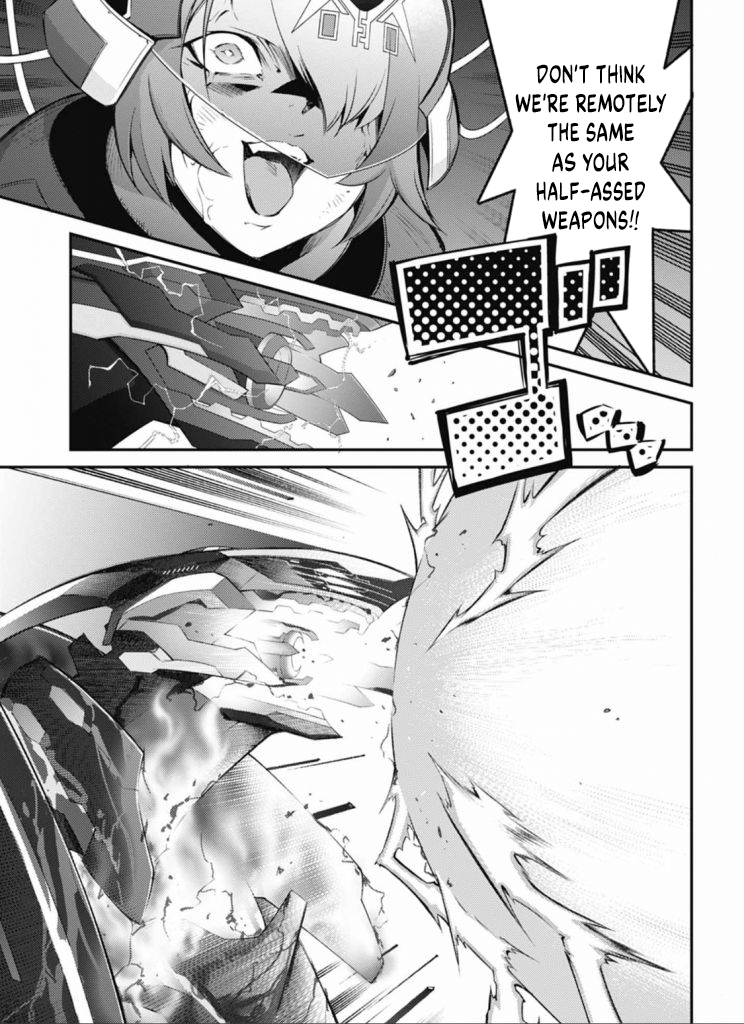 DON'T THINK
WE'RE REMOTELY
THE SAME
AS YOUR
HALF-ASSED
WEAPONS!!